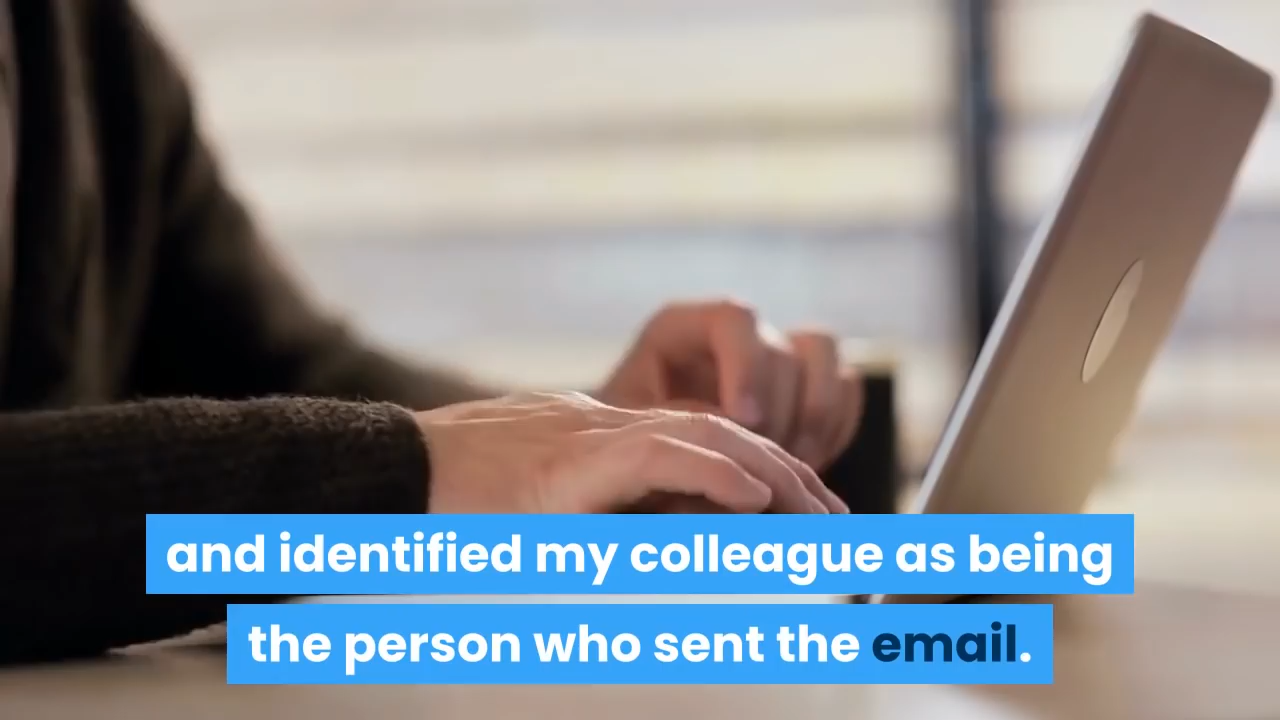 and identified my colleague as being
the person who sent the email.